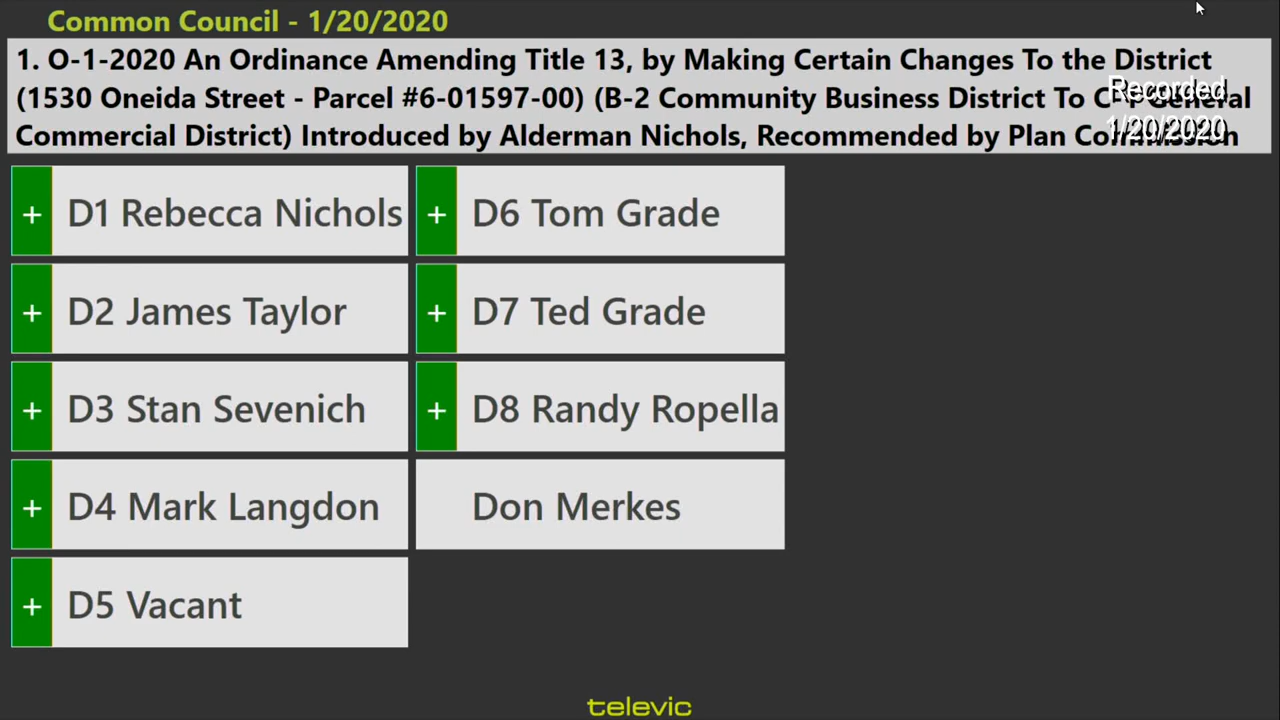 Common Council - 1/20/2020
1. O-1-2020 An Ordinance Amending Title 13, by Making Certain Changes To the District
(1530 Oneida Street - Parcel #6-01597-00) (B-2 Community Business District To C-1 General
Commercial District) Introduced by Alderman Nichols, Recommended by Plan Commission
Recorded
1/20/2020
+ D1 Rebecca Nichols
+ D2 James Taylor
+ D3 Stan Sevenich
+ D4 Mark Langdon
+ D5 Vacant
+ D6 Tom Grade
+ D7 Ted Grade
+ D8 Randy Ropella
Don Merkes
televic